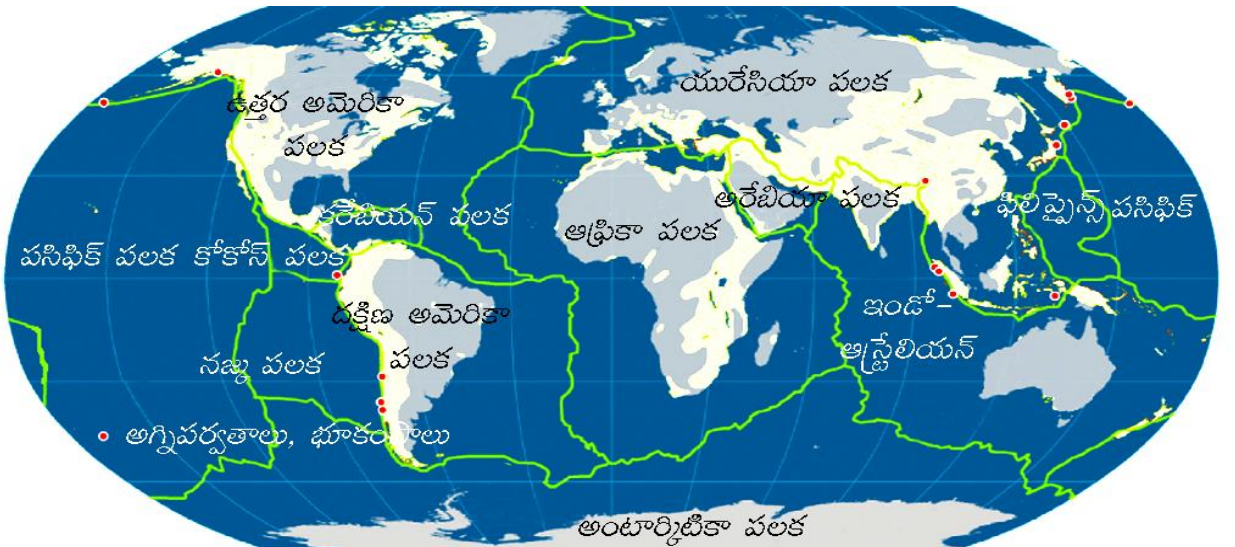 యురేసియా పలక
ఉత్తర అమెరికా
పలక
కరేబియన్ పలక
ఆఫ్రికా పలక
అరేబియా పలక
ఫిలిప్పైన్స్ పసిఫిక్
పసిఫిక్ పలక కోకోస్ పలక
దక్షిణ అమెరికా
పలక
ఇండో-
ఆస్ట్రేలియన్
నజ్కా పలక
అగ్నిపర్వతాలు, భూకంపాలు
అంటార్కిటికా పలక